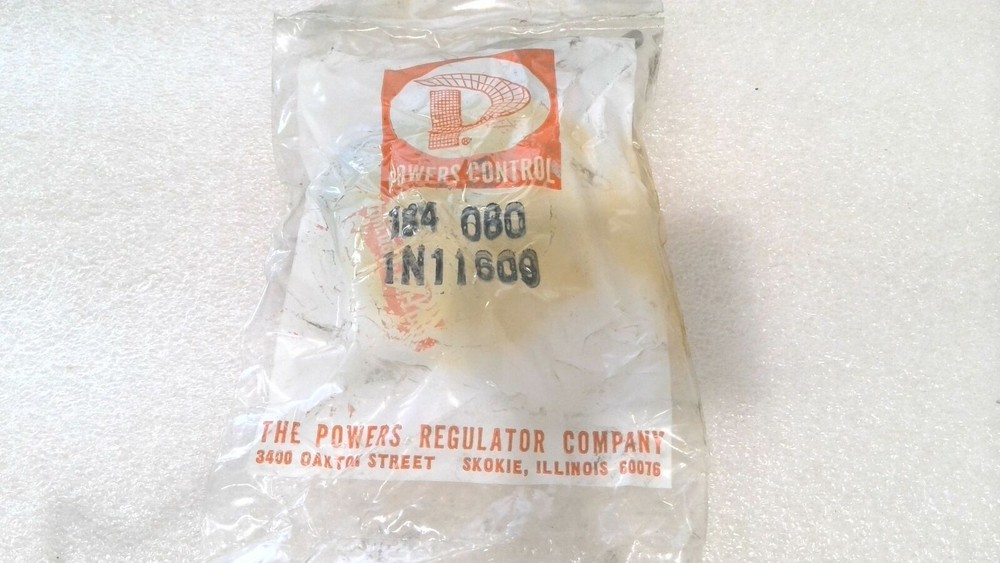 P ®
POWERS CONTROL
184 080
1N11609
THE POWERS REGULATOR COMPANY
3400 OAKTON STREET SKOKIE, ILLINOIS 60076